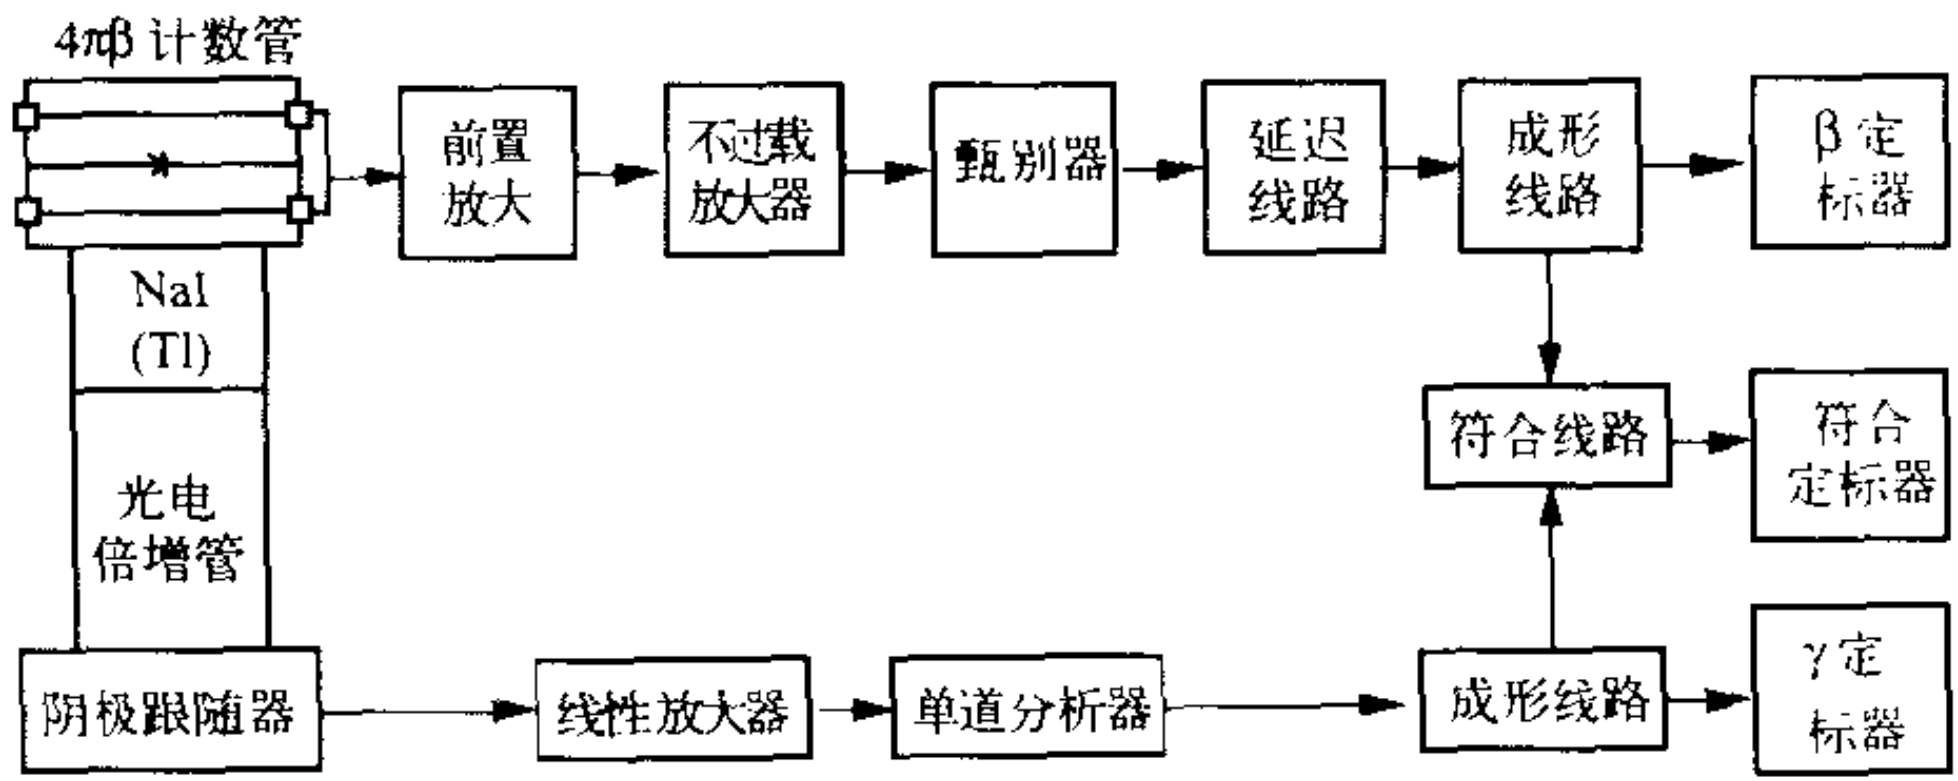 4πβ 计数管
前置
放大
不过载
放大器
甄别器
延迟
线路
成形
线路
β 定
标器
NaI
(Tl)
符合线路
符合
定标器
光电
倍增管
阴极跟随器
线性放大器
单道分析器
成形线路
γ 定
标器